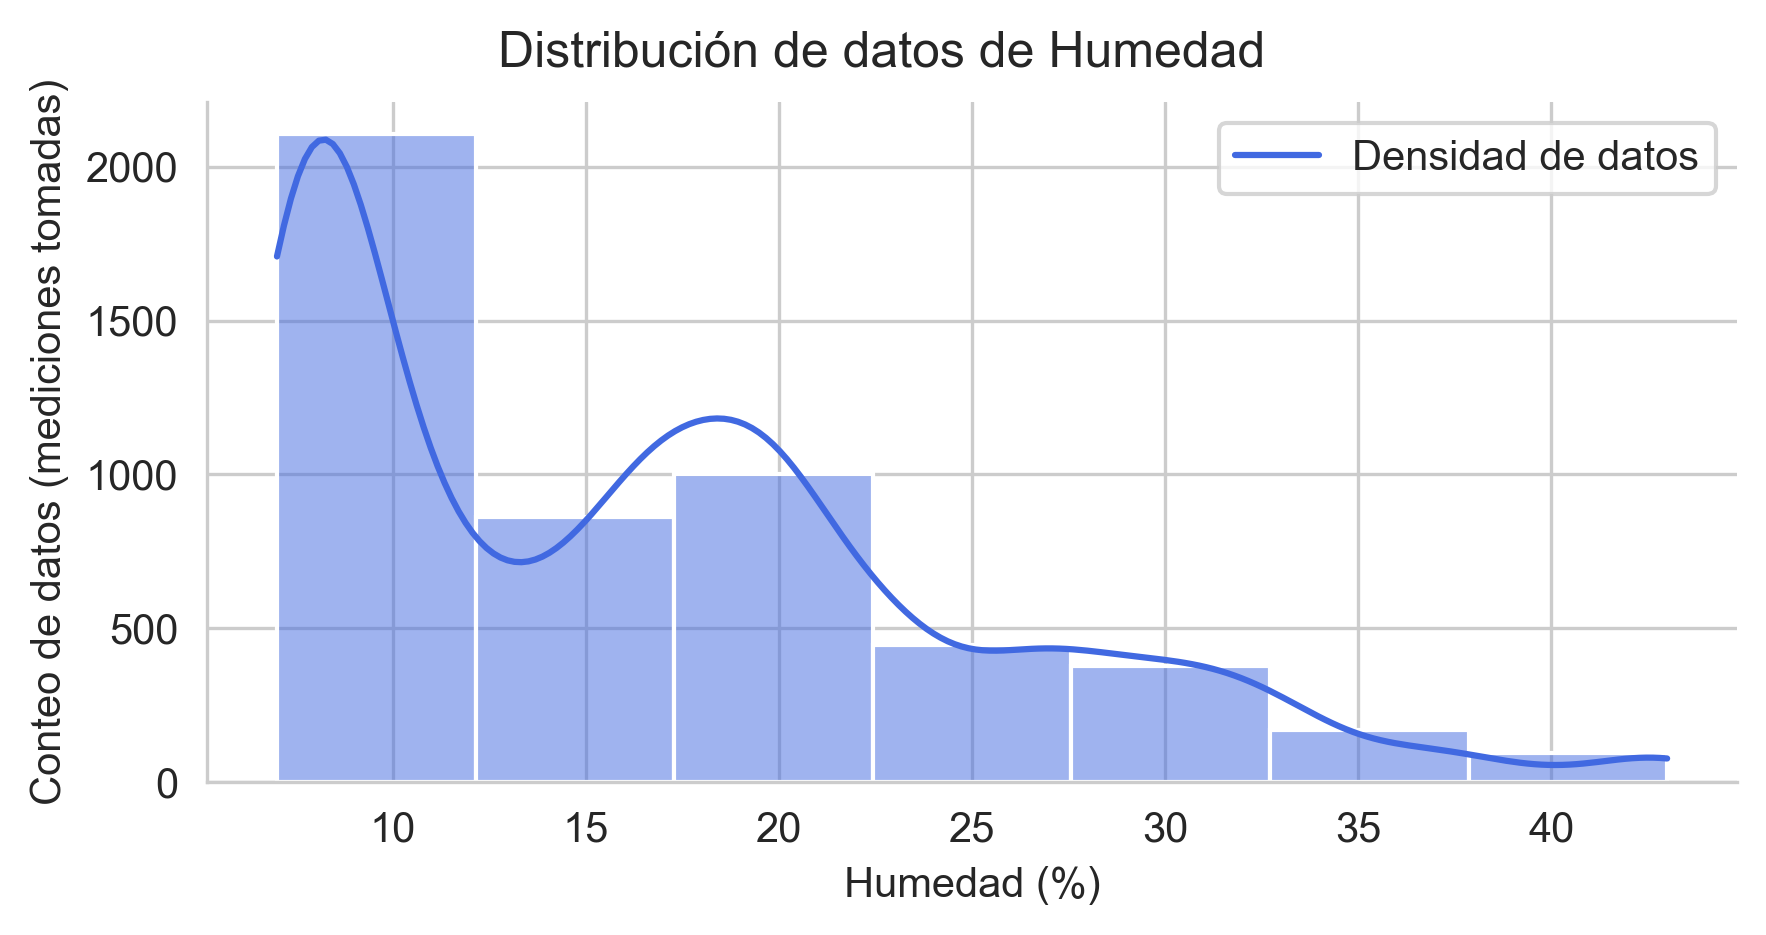 Distribución de datos de Humedad
Densidad de datos
Conteo de datos (mediciones tomadas)
2000
1500
1000
500
0
10 15 20 25 30 35 40
Humedad (%)